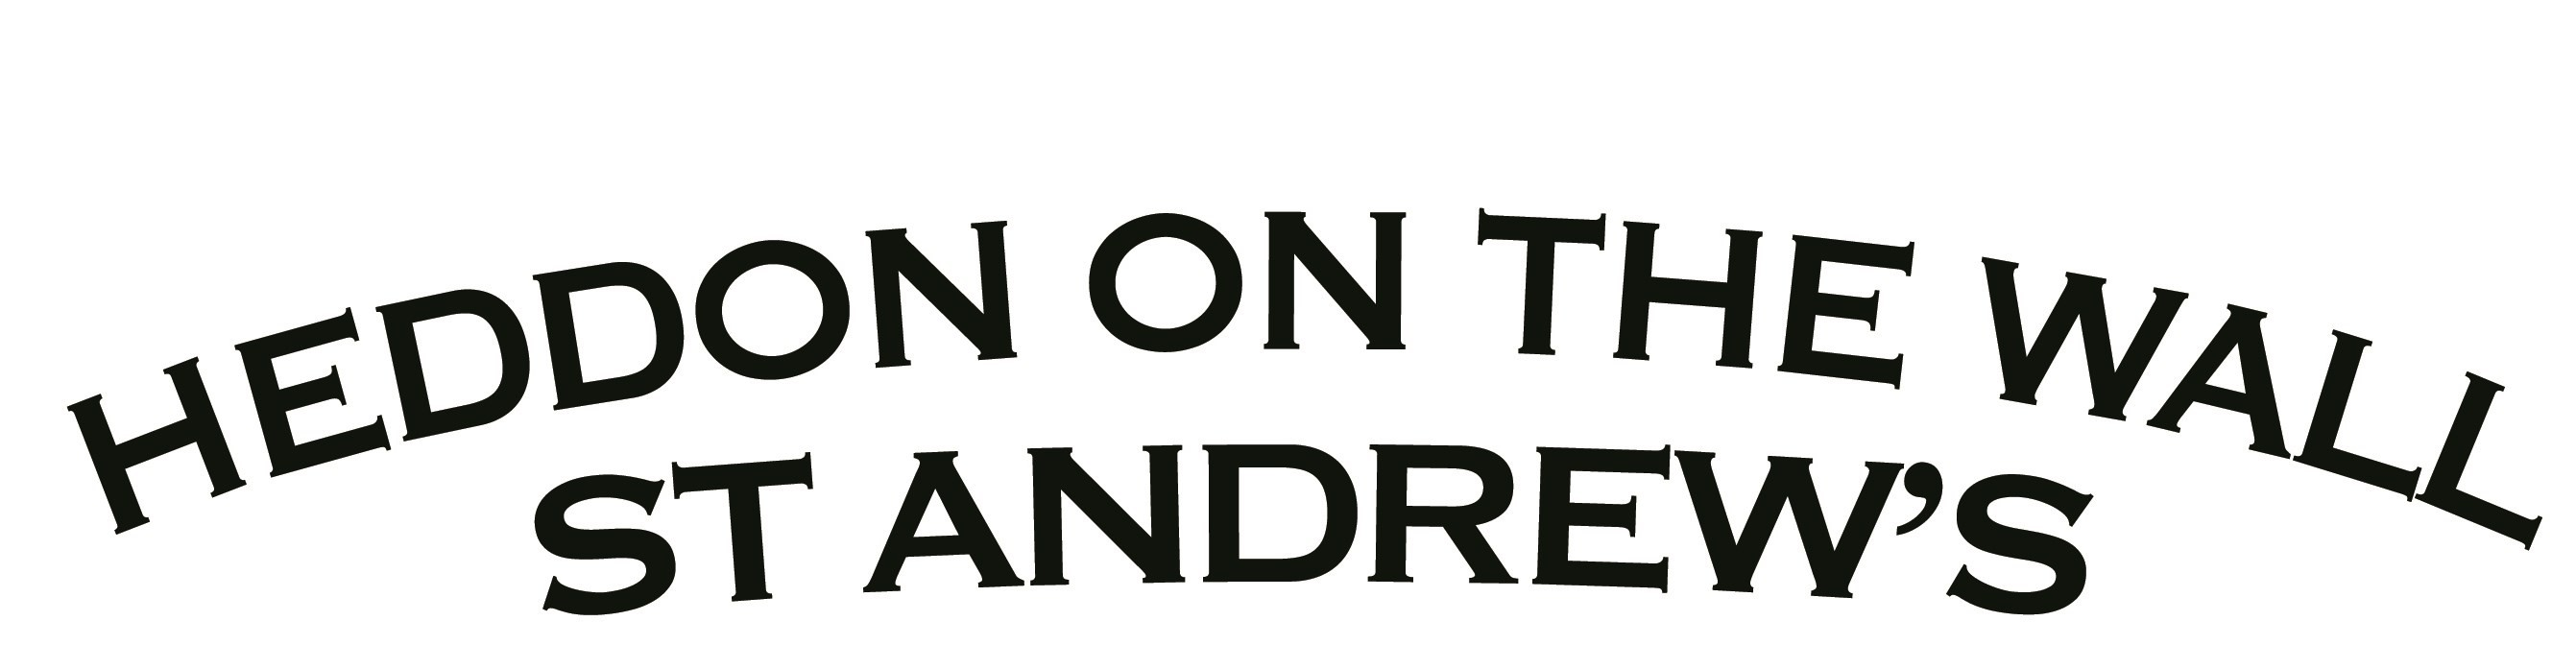 HEDDON ON THE WALL
ST ANDREW’S